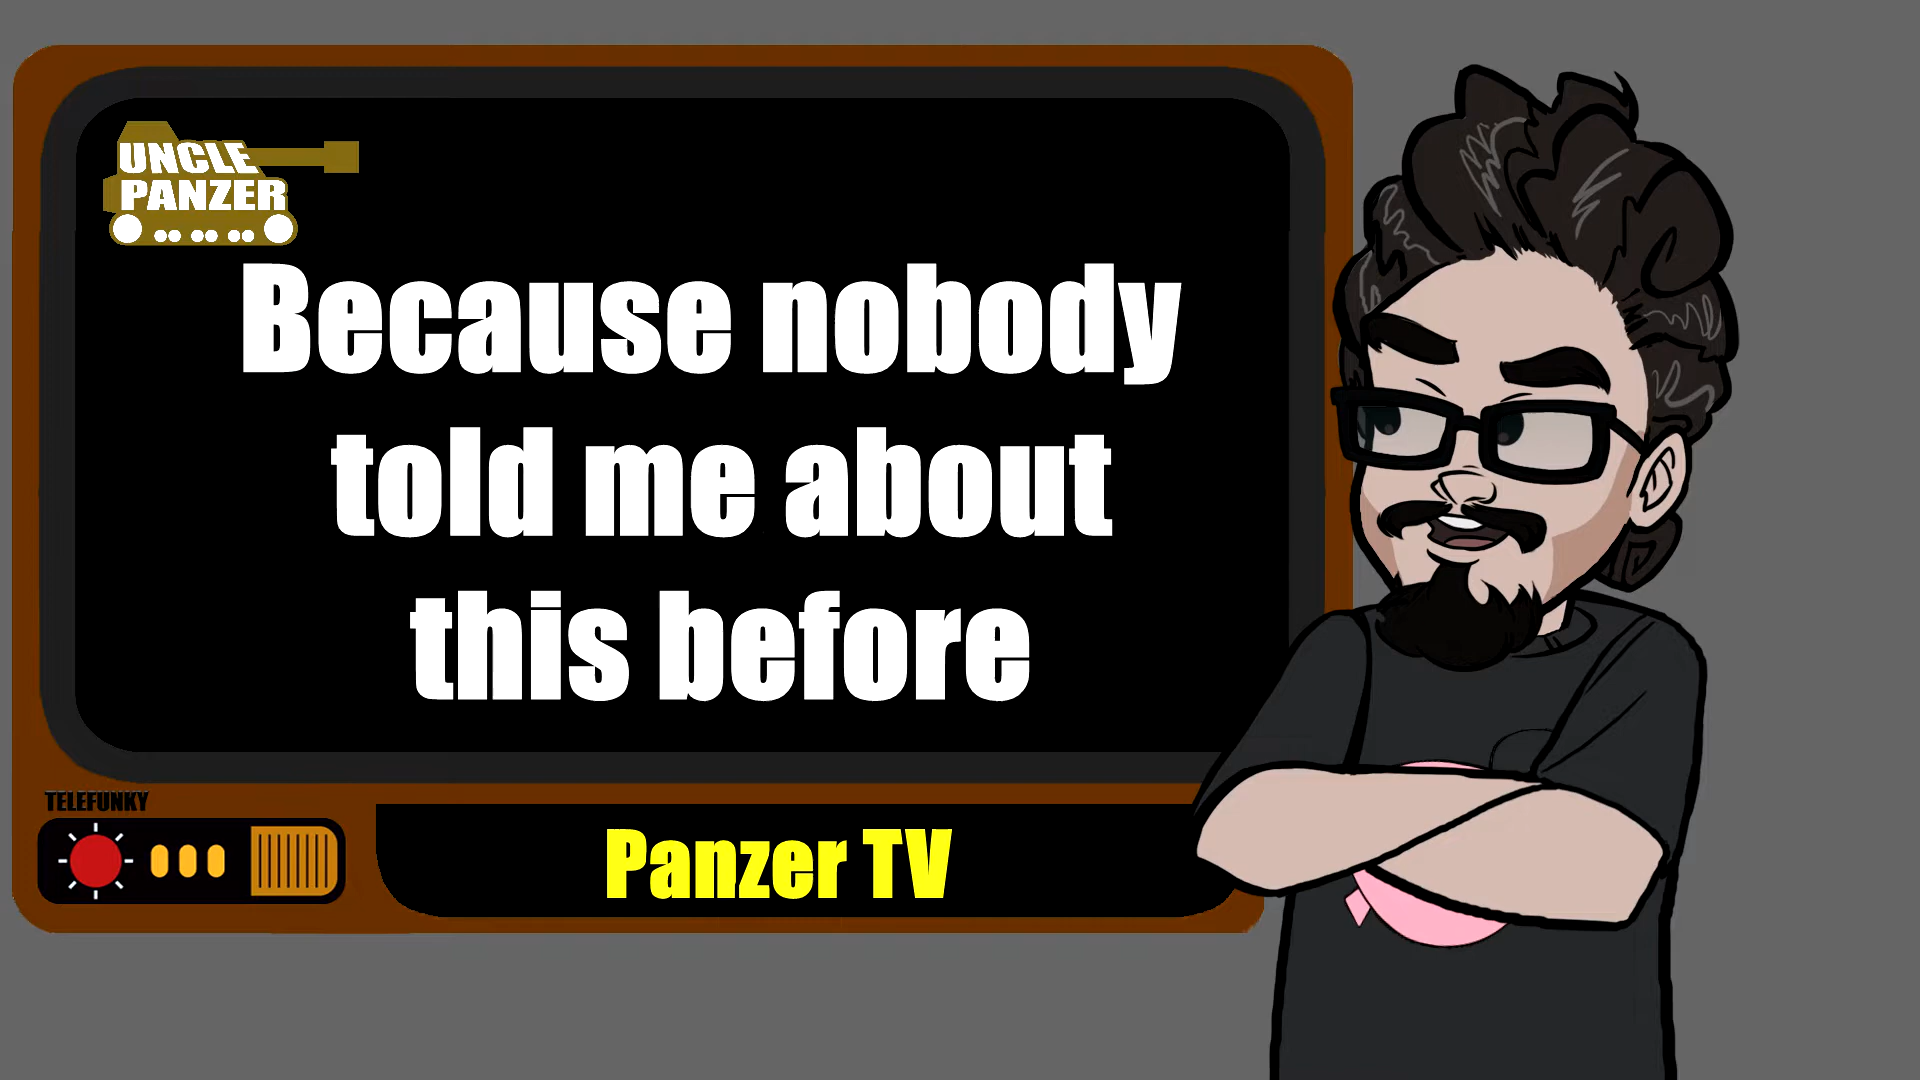 UNCLE
PANZER
Because nobody
told me about
this before
TELEFUNKY
Panzer TV